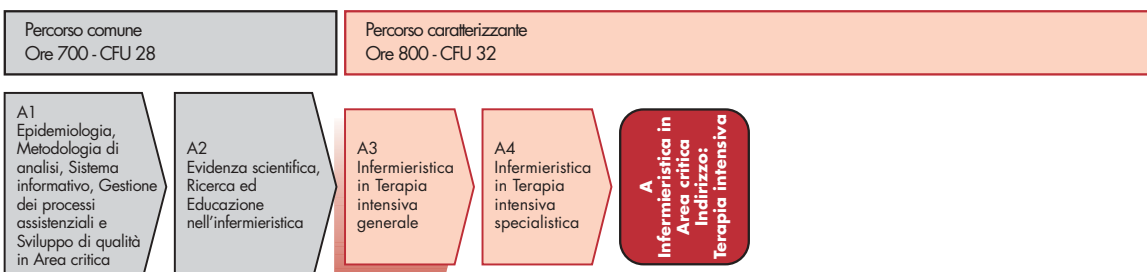 Percorso comune
Ore 700 - CFU 28
Percorso caratterizzante
Ore 800 - CFU 32
A1
Epidemiologia,
Metodologia di
analisi, Sistema
informativo, Gestione
dei processi
assistenziali e
Sviluppo di qualità
in Area critica
A2
Evidenza scientifica,
Ricerca ed
Educazione
nell'infermieristica
A3
Infermieristica
in Terapia
intensiva
generale
A4
Infermieristica
in Terapia
intensiva
specialistica
A
Infermieristica in
Area critica
Indirizzo:
Terapia intensiva